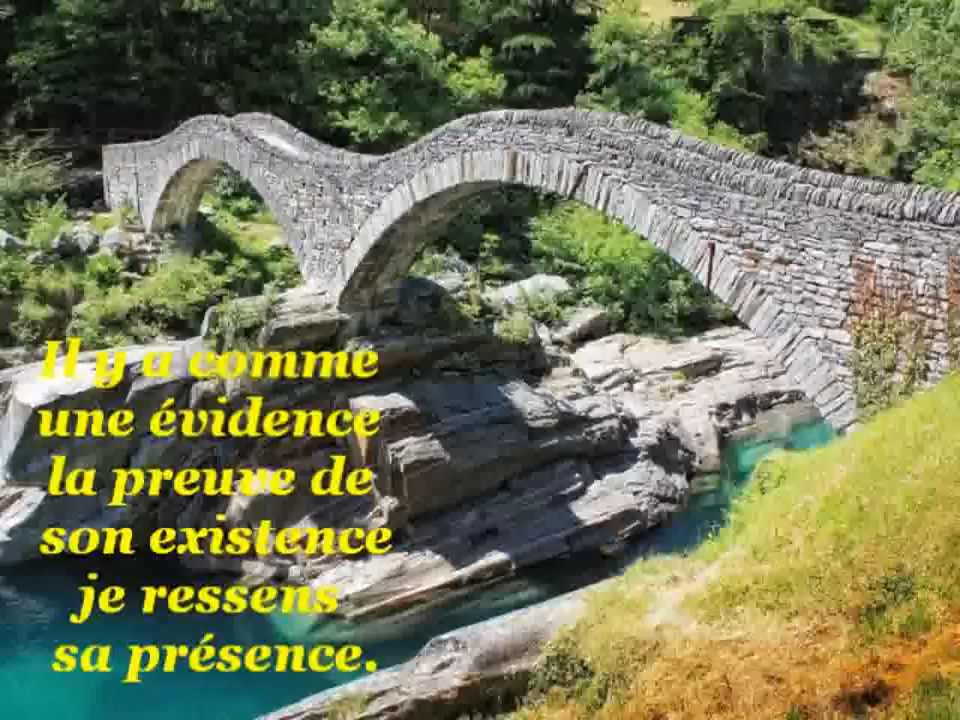 Il y a comme
une évidence
la preuve de
son existence
je ressens
sa présence.